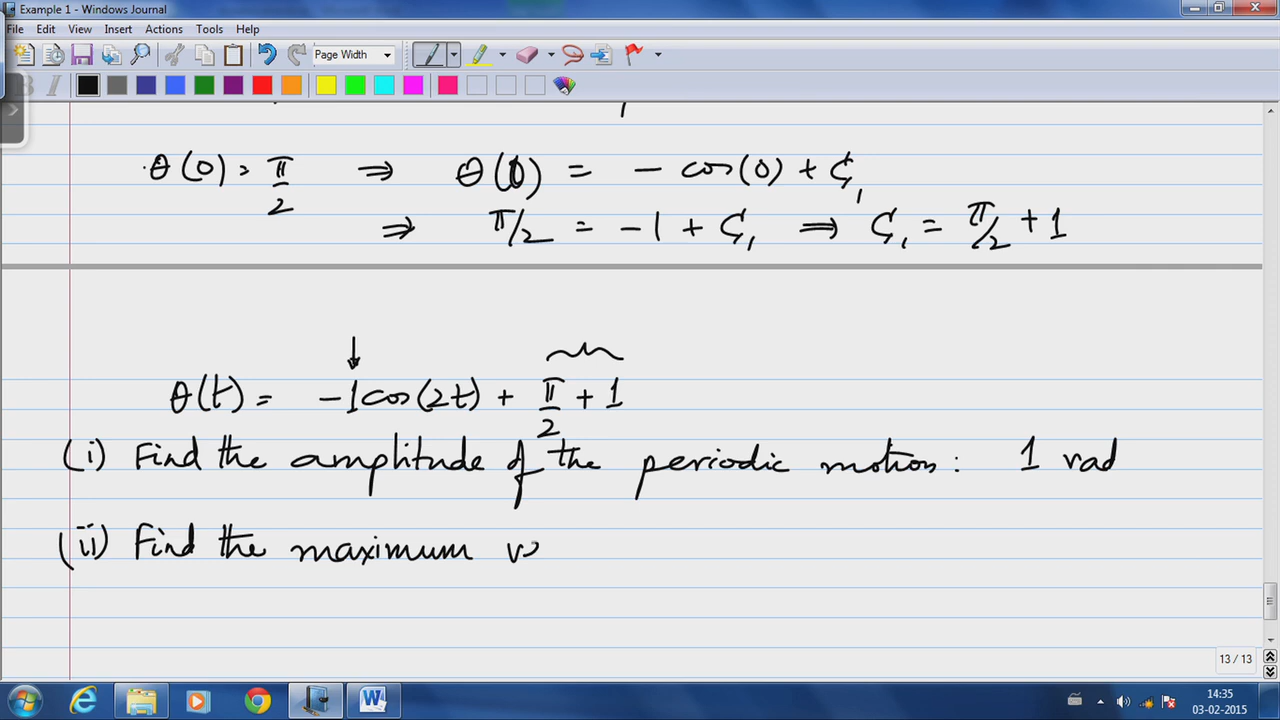 Example 1 - Windows Journal
File Edit View Insert Actions Tools Help
Page Width
B I
θ(0) = π/2 ⇒ θ(0) = - cos(0) + C₁
⇒ π/2 = -1 + C₁ ⇒ C₁ = π/2 + 1
θ(t) = -1cos(2t) + π/2 + 1
(i) Find the amplitude of the periodic motion: 1 rad
(ii) Find the maximum
13 / 13
14:35
03-02-2015